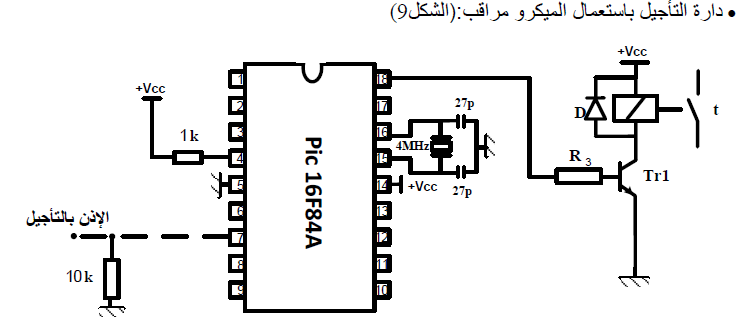 • دارة التأجيل باستعمال الميكرو مراقب:(الشكل9)
+Vcc
+Vcc
1
18
D
t
2
17
27p
1k
3
16
4MHz
4
15
R3
Tr1
5
14
+Vcc
27p
Pic 16F84A
6
13
الإذن بالتأجيل
7
12
8
11
10k
9
10